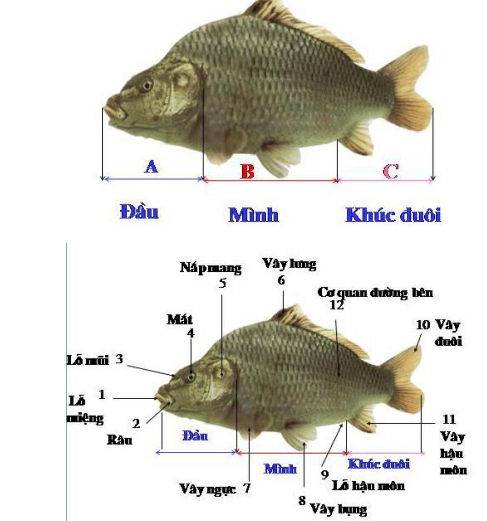 A
B
C
Đầu
Mình
Khúc đuôi
Nắp mang
5
Vây lưng
6
Cơ quan đường bên
12
Mắt
4
10 Vây
đuôi
Lỗ mũi 3
Lỗ
miệng
1
2
Râu
Đầu
Mình
Khúc đuôi
11
Vây
hậu
môn
Vây ngực 7
8
Vây bụng
9
Lỗ hậu môn